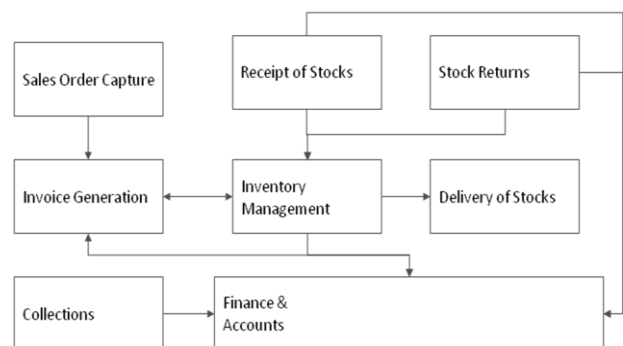 Sales Order Capture
Receipt of Stocks
Stock Returns
Invoice Generation
Inventory
Management
Delivery of Stocks
Collections
Finance &
Accounts